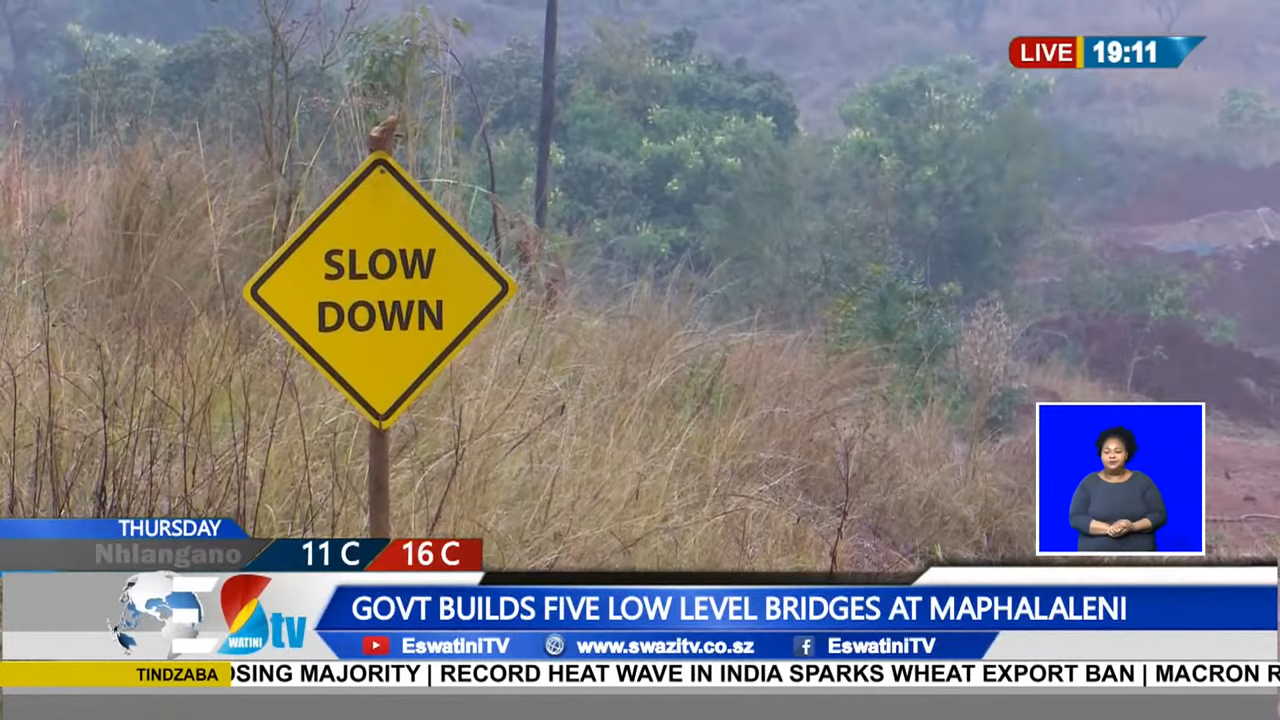 LIVE 19:11
SLOW
DOWN
THURSDAY
Nhlangano 11 C 16 C
GOVT BUILDS FIVE LOW LEVEL BRIDGES AT MAPHALALENI
WATINI tv
EswatiniTV www.swazitv.co.sz EswatiniTV
TINDZABA OSING MAJORITY | RECORD HEAT WAVE IN INDIA SPARKS WHEAT EXPORT BAN | MACRON R